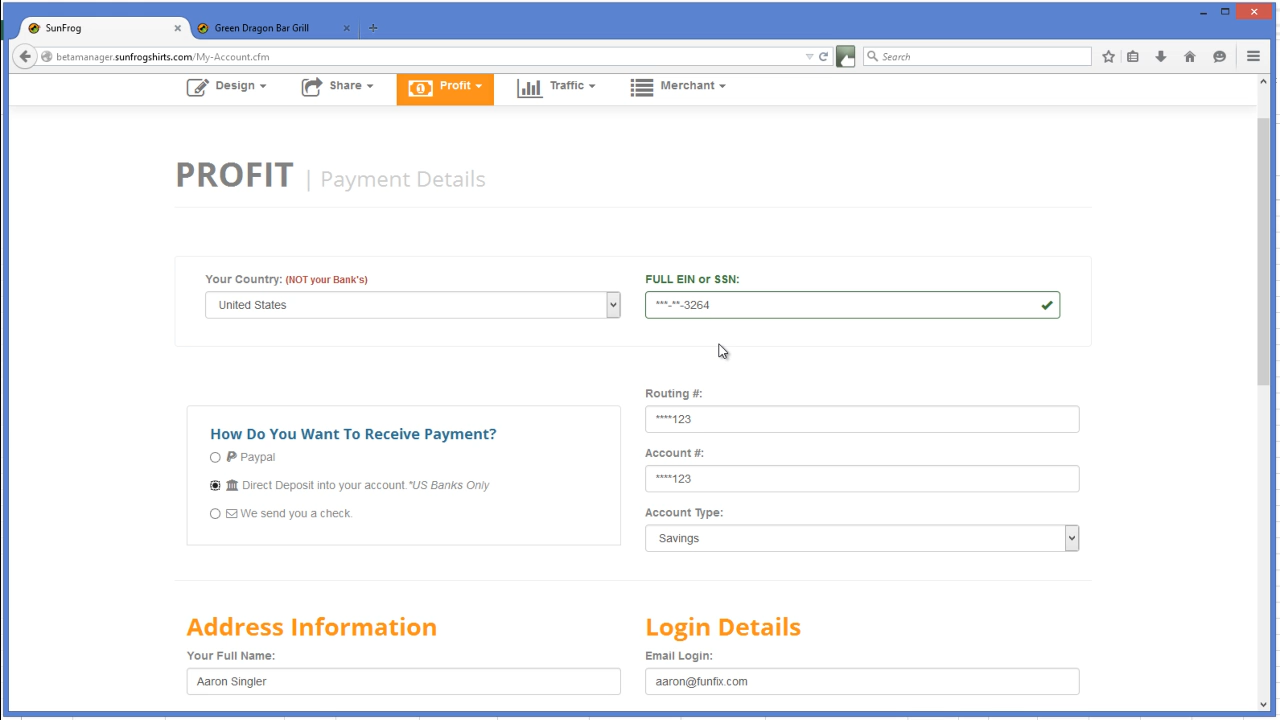 SunFrog
Green Dragon Bar Grill
betamanager.sunfrogshirts.com/My-Account.cfm
Search
Design
Share
Profit
Traffic
Merchant
PROFIT | Payment Details
Your Country: (NOT your Bank's)
United States
FULL EIN or SSN:
***-**-3264
How Do You Want To Receive Payment?
Paypal
Direct Deposit into your account.*US Banks Only
We send you a check.
Routing #:
****123
Account #:
****123
Account Type:
Savings
Address Information
Your Full Name:
Aaron Singler
Login Details
Email Login:
aaron@funfix.com